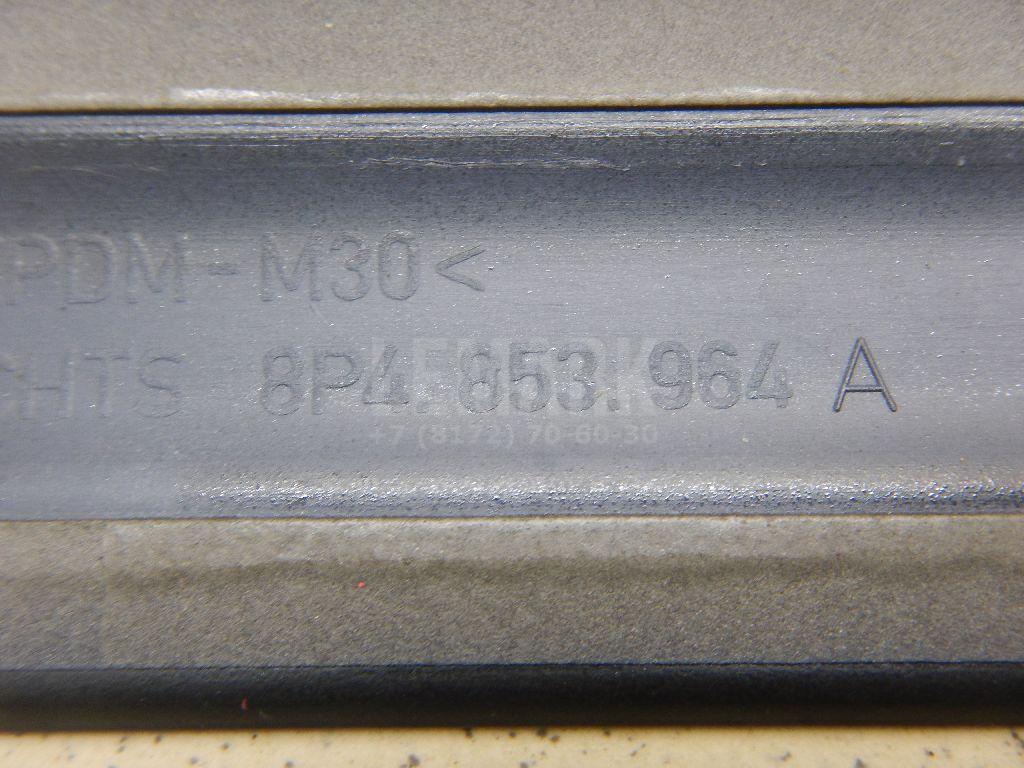 PDM-M30<
HTS 8P4.853.964 A
+7 (8172) 70-60-30